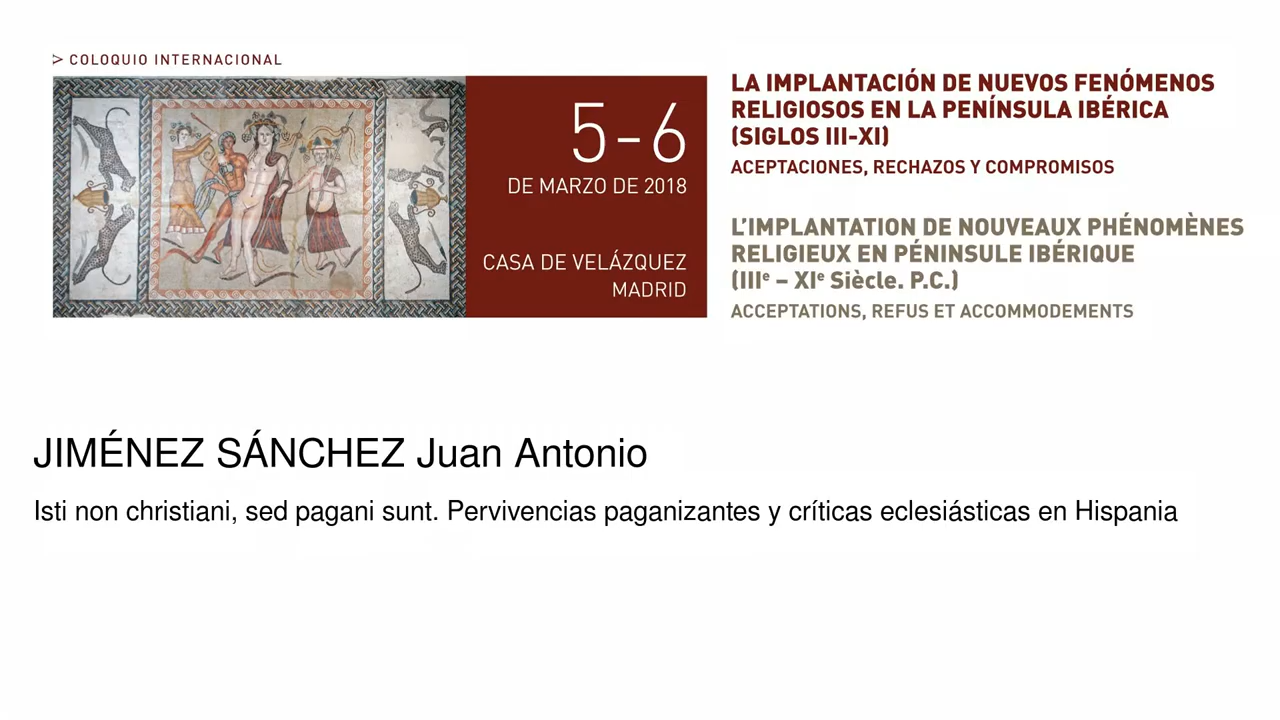 > COLOQUIO INTERNACIONAL
5-6
DE MARZO DE 2018
CASA DE VELÁZQUEZ
MADRID
LA IMPLANTACIÓN DE NUEVOS FENÓMENOS
RELIGIOSOS EN LA PENÍNSULA IBÉRICA
(SIGLOS III-XI)
ACEPTACIONES, RECHAZOS Y COMPROMISOS
L'IMPLANTATION DE NOUVEAUX PHÉNOMÈNES
RELIGIEUX EN PÉNINSULE IBÉRIQUE
(IIIe – XIe Siècle. P.C.)
ACCEPTATIONS, REFUS ET ACCOMMODEMENTS
JIMÉNEZ SÁNCHEZ Juan Antonio
Isti non christiani, sed pagani sunt. Pervivencias paganizantes y críticas eclesiásticas en Hispania